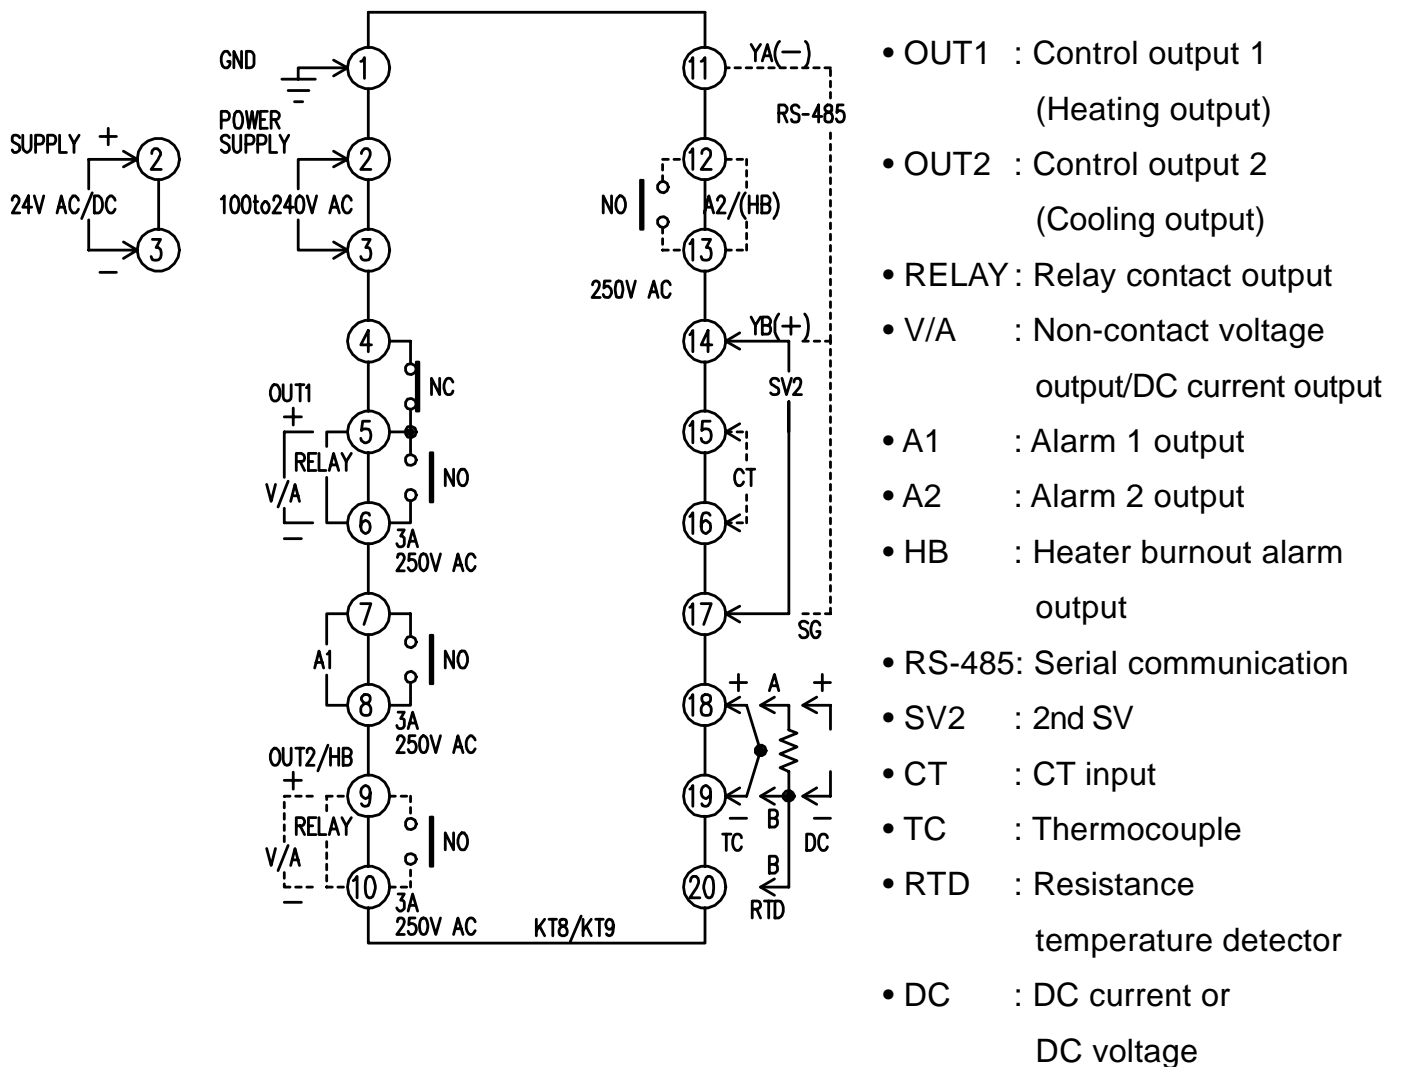 GND
1
POWER
SUPPLY
SUPPLY +
2
24V AC/DC
3
−
2
100to240V AC
3
4
NC
OUT1
+
5
RELAY
V/A
NO
6
−
3A
250V AC
7
A1
NO
8
3A
250V AC
OUT2/HB
+
9
RELAY
V/A
NO
10
−
3A
250V AC
KT8/KT9
11
YA(−)
RS-485
12
NO
A2/(HB)
13
250V AC
14
YB(+)
SV2
15
CT
16
17
SG
18
+ A +
19
− B −
TC DC
B
20
RTD
• OUT1 : Control output 1
(Heating output)
• OUT2 : Control output 2
(Cooling output)
• RELAY : Relay contact output
• V/A : Non-contact voltage
output/DC current output
• A1 : Alarm 1 output
• A2 : Alarm 2 output
• HB : Heater burnout alarm
output
• RS-485: Serial communication
• SV2 : 2nd SV
• CT : CT input
• TC : Thermocouple
• RTD : Resistance
temperature detector
• DC : DC current or
DC voltage